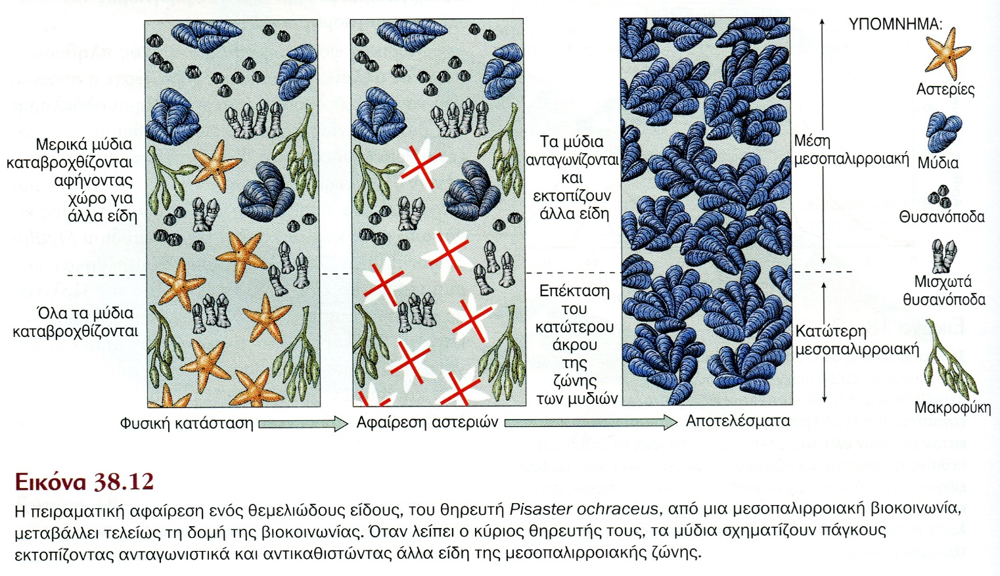 ΥΠΟΜΝΗΜΑ:
Αστερίες
Μύδια
Θυσανόποδα
Μισχωτά
θυσανόποδα
Μακροφύκη
Μερικά μύδια
καταβροχθίζονται
αφήνοντας
χώρο για
άλλα είδη
Όλα τα μύδια
καταβροχθίζονται
Τα μύδια
ανταγωνίζονται
και
εκτοπίζουν
άλλα είδη
Επέκταση
του
κατώτερου
άκρου
της
ζώνης
των μυδιών
Μέση
μεσοπαλιρροιακή
Κατώτερη
μεσοπαλιρροιακή
Φυσική κατάσταση
Αφαίρεση αστεριών
Αποτελέσματα
Εικόνα 38.12
Η πειραματική αφαίρεση ενός θεμελιώδους είδους, του θηρευτή Pisaster ochraceus, από μια μεσοπαλιρροιακή βιοκοινωνία,
μεταβάλλει τελείως τη δομή της βιοκοινωνίας. Όταν λείπει ο κύριος θηρευτής τους, τα μύδια σχηματίζουν πάγκους
εκτοπίζοντας ανταγωνιστικά και αντικαθιστώντας άλλα είδη της μεσοπαλιρροιακής ζώνης.